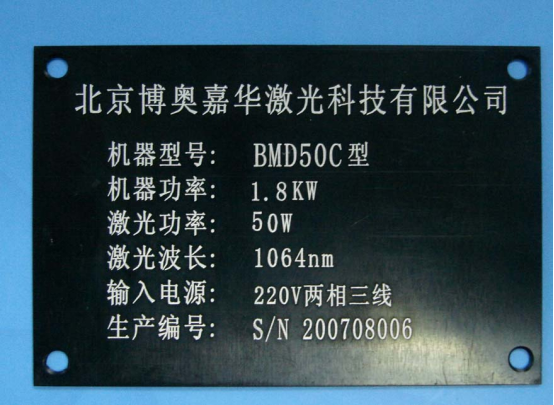 北京博奥嘉华激光科技有限公司
机器型号: BMD50C型
机器功率: 1.8KW
激光功率: 50W
激光波长: 1064nm
输入电源: 220V两相三线
生产编号: S/N 200708006